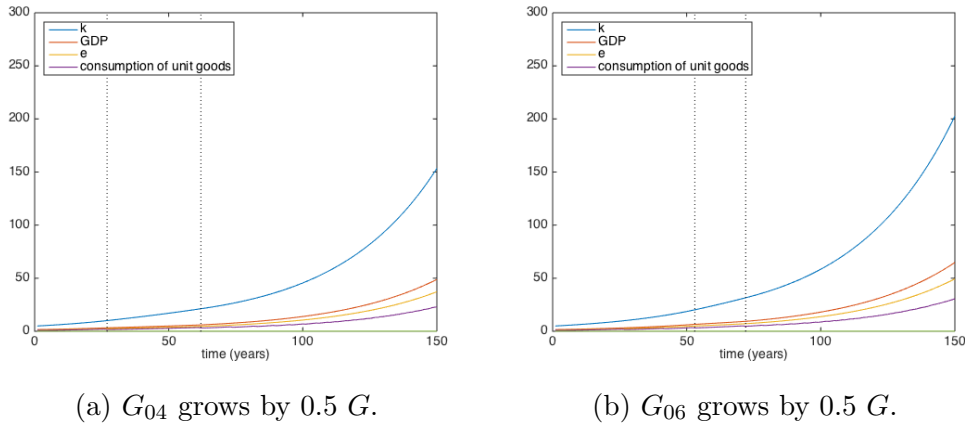 300
250
200
150
100
50
0
k
GDP
e
consumption of unit goods
0 50 100 150
time (years)
(a) G04 grows by 0.5 G.
300
250
200
150
100
50
0
k
GDP
e
consumption of unit goods
0 50 100 150
time (years)
(b) G06 grows by 0.5 G.